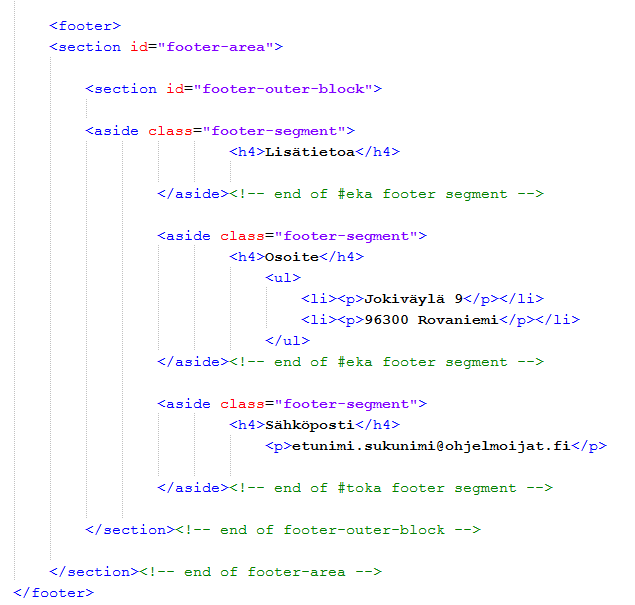 <footer>
<section id="footer-area">
<section id="footer-outer-block">
<aside class="footer-segment">
<h4>Lisätietoa</h4>
</aside><!-- end of #eka footer segment -->
<aside class="footer-segment">
<h4>Osoite</h4>
<ul>
<li><p>Jokiväylä 9</p></li>
<li><p>96300 Rovaniemi</p></li>
</ul>
</aside><!-- end of #eka footer segment -->
<aside class="footer-segment">
<h4>Sähköposti</h4>
<p>etunimi.sukunimi@ohjelmoijat.fi</p>
</aside><!-- end of #toka footer segment -->
</section><!-- end of footer-outer-block -->
</section><!-- end of footer-area -->
</footer>